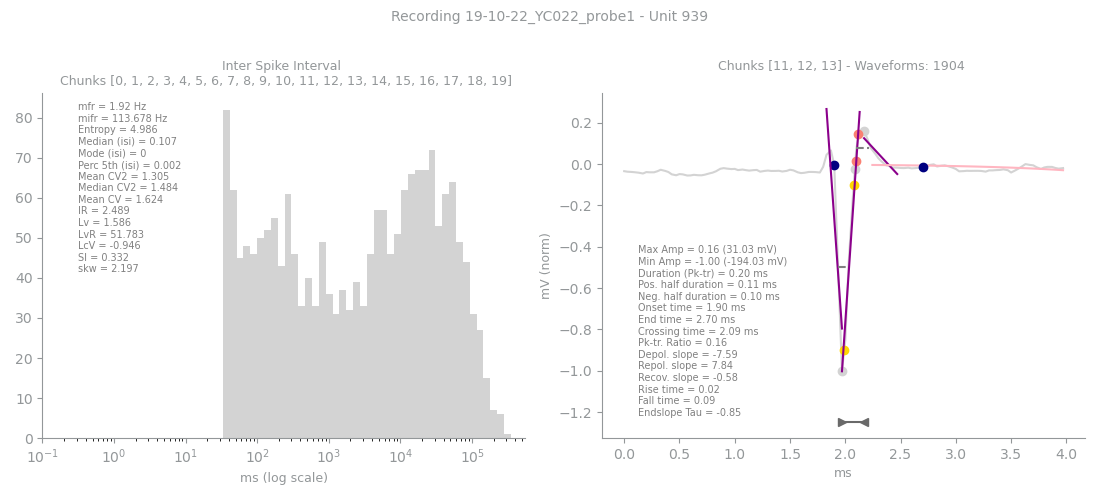 Recording 19-10-22_YC022_probe1 - Unit 939
Inter Spike Interval
Chunks [0, 1, 2, 3, 4, 5, 6, 7, 8, 9, 10, 11, 12, 13, 14, 15, 16, 17, 18, 19]
mfr = 1.92 Hz
mifr = 113.678 Hz
Entropy = 4.986
Median (isi) = 0.107
Mode (isi) = 0
Perc 5th (isi) = 0.002
Mean CV2 = 1.305
Median CV2 = 1.484
Mean CV = 1.624
IR = 2.489
Lv = 1.586
LvR = 51.783
LcV = -0.946
SI = 0.332
skw = 2.197
80
70
60
50
40
30
20
10
0
10⁻¹ 10⁰ 10¹ 10² 10³ 10⁴ 10⁵
ms (log scale)
Chunks [11, 12, 13] - Waveforms: 1904
mV (norm)
0.2
0.0
−0.2
−0.4
−0.6
−0.8
−1.0
−1.2
Max Amp = 0.16 (31.03 mV)
Min Amp = -1.00 (-194.03 mV)
Duration (Pk-tr) = 0.20 ms
Pos. half duration = 0.11 ms
Neg. half duration = 0.10 ms
Onset time = 1.90 ms
End time = 2.70 ms
Crossing time = 2.09 ms
Pk-tr. Ratio = 0.16
Depol. slope = -7.59
Repol. slope = 7.84
Recov. slope = -0.58
Rise time = 0.02
Fall time = 0.09
Endslope Tau = -0.85
0.0 0.5 1.0 1.5 2.0 2.5 3.0 3.5 4.0
ms